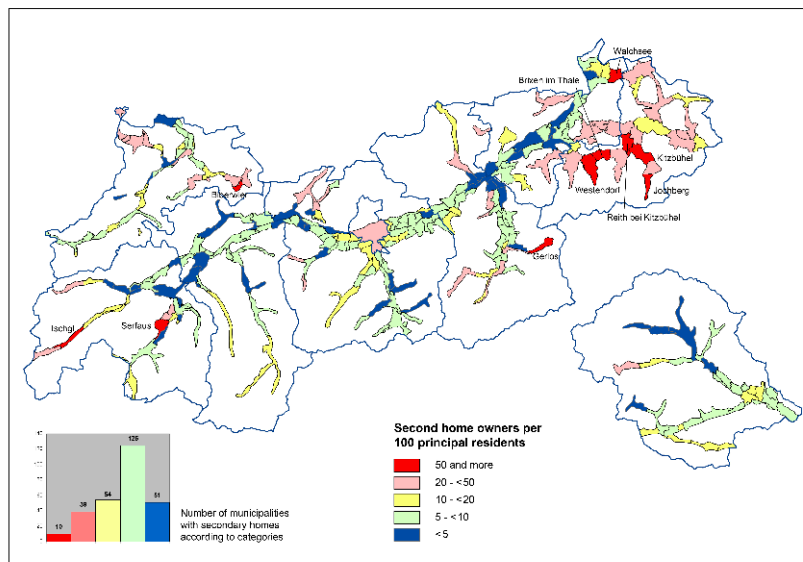 Walchsee
Brixen im Thale
Kitzbühel
Jochberg
Westendorf
Reith bei Kitzbühel
Biberwier
Gerlos
Ischgl
Serfaus
Second home owners per
100 principal residents
50 and more
20 - <50
10 - <20
5 - <10
<5
10
38
54
125
51
Number of municipalities
with secondary homes
according to categories